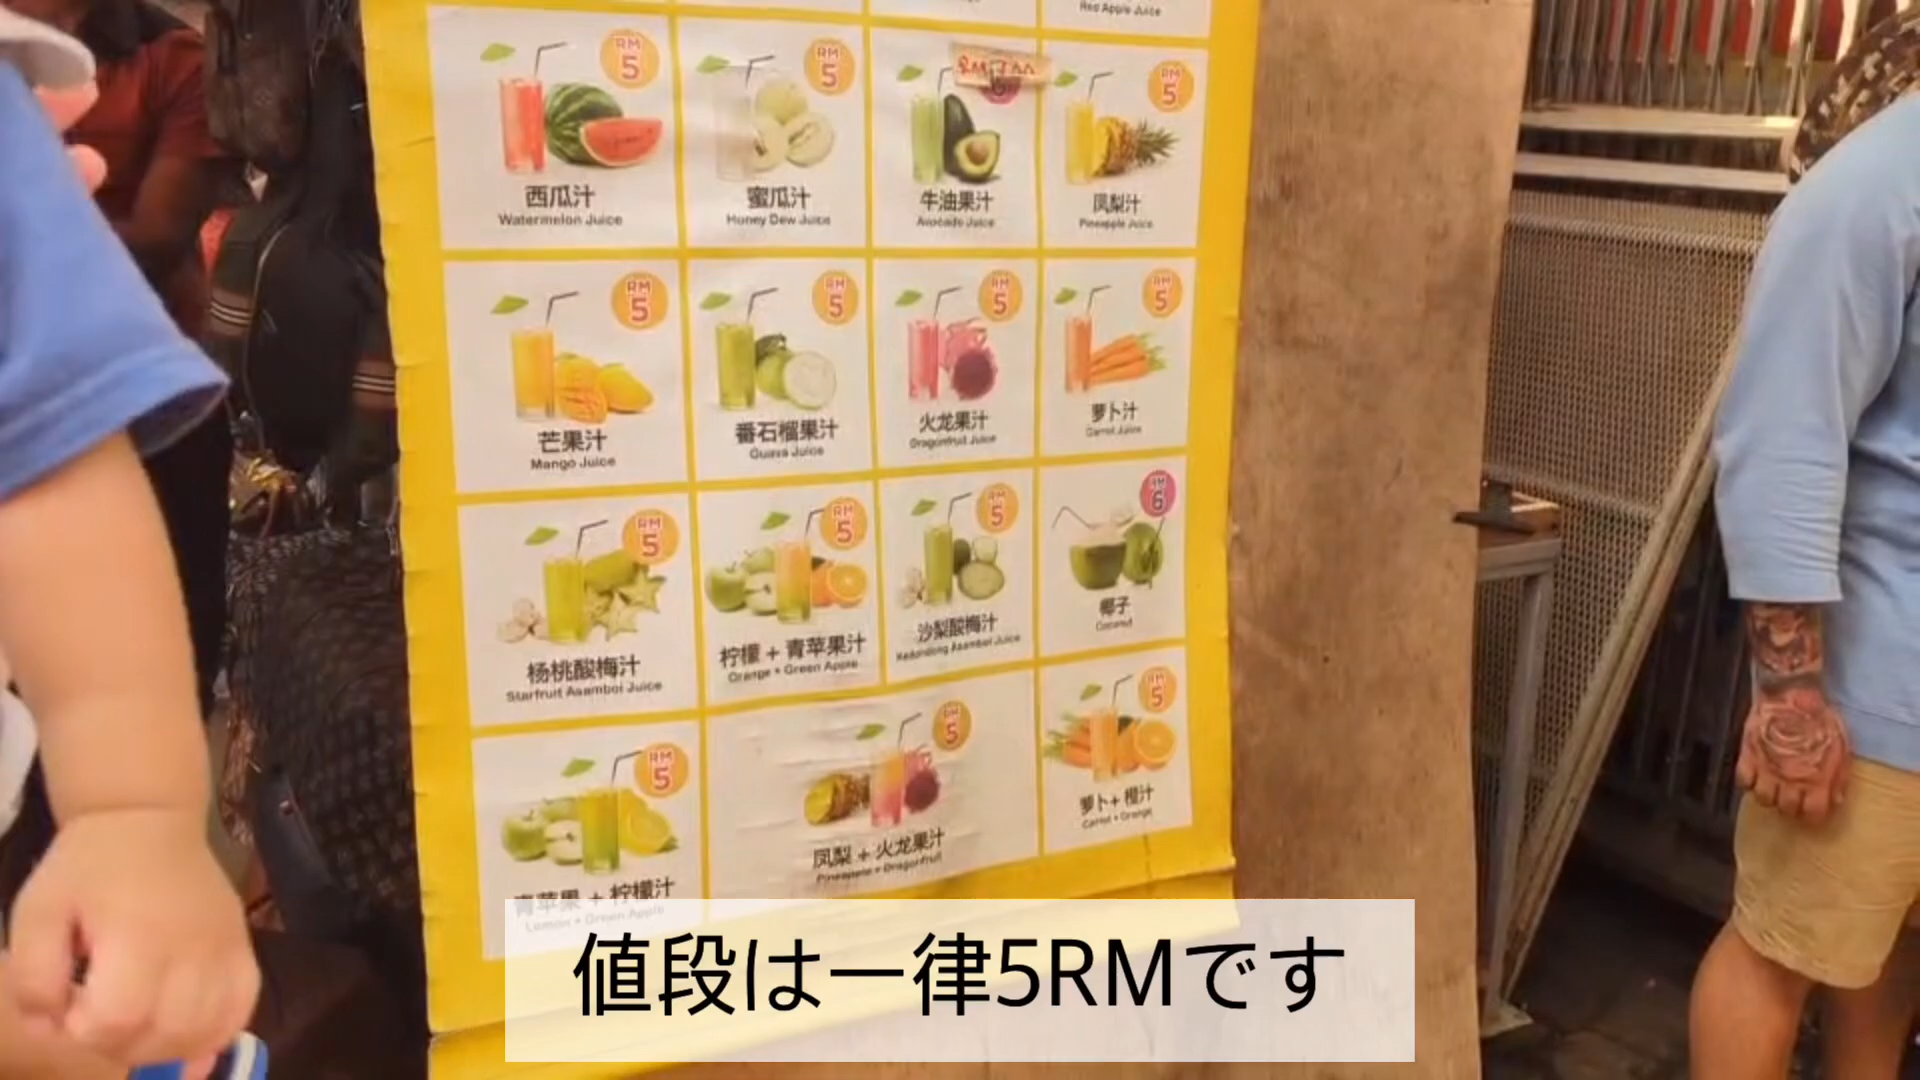 Red Apple Juice
RM 5
西瓜汁
Watermelon Juice
RM 5
蜜瓜汁
Honey Dew Juice
牛油果汁
Avocado Juice
RM 5
凤梨汁
Pineapple Juice
RM 5
芒果汁
Mango Juice
RM 5
番石榴果汁
Guava Juice
RM 5
火龙果汁
Dragonfruit Juice
RM 5
萝卜汁
Carrot Juice
RM 5
杨桃酸梅汁
Starfruit Asamboi Juice
RM 5
柠檬 + 青苹果汁
Orange + Green Apple
RM 5
沙梨酸梅汁
Kedondong Asamboi Juice
RM 6
椰子
Coconut
RM 5
青苹果 + 柠檬汁
Lemon + Green Apple
RM 5
凤梨 + 火龙果汁
Pineapple + Dragonfruit
RM 5
萝卜+ 橙汁
Carrot + Orange
値段は一律5RMです